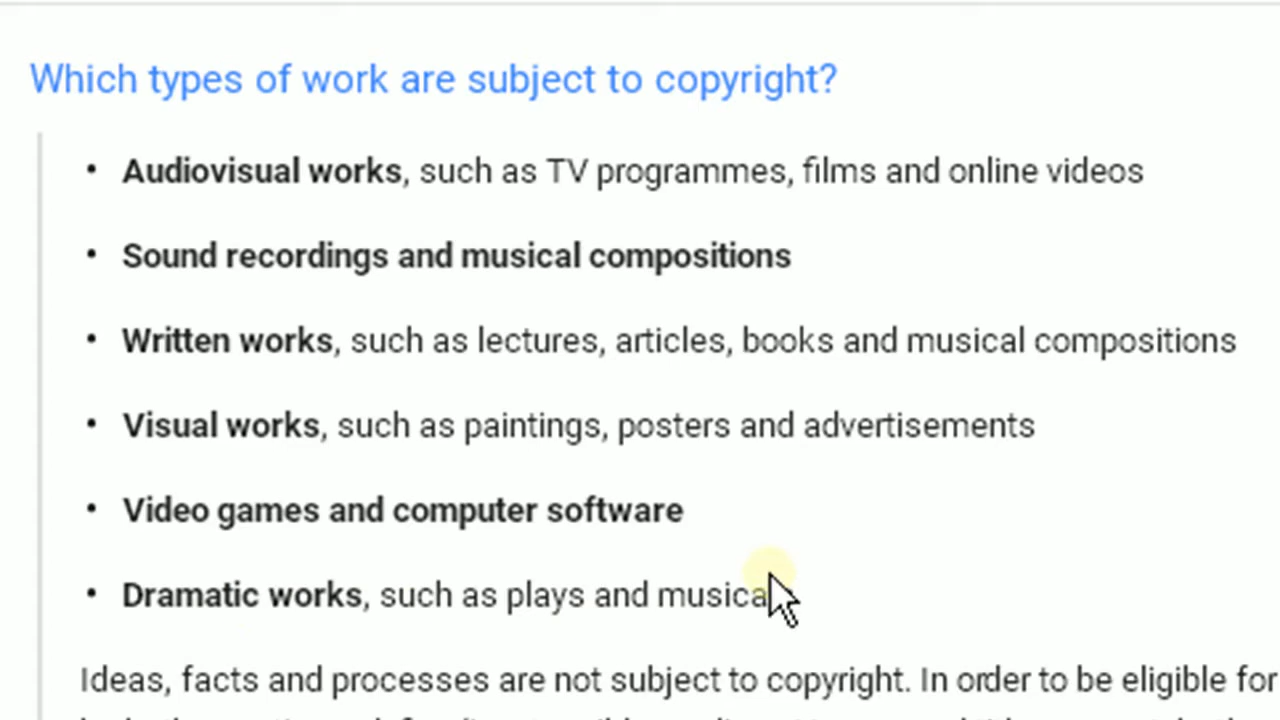 Which types of work are subject to copyright?
• Audiovisual works, such as TV programmes, films and online videos
• Sound recordings and musical compositions
• Written works, such as lectures, articles, books and musical compositions
• Visual works, such as paintings, posters and advertisements
• Video games and computer software
• Dramatic works, such as plays and
Ideas, facts and processes are not subject to copyright. In order to be eligible for